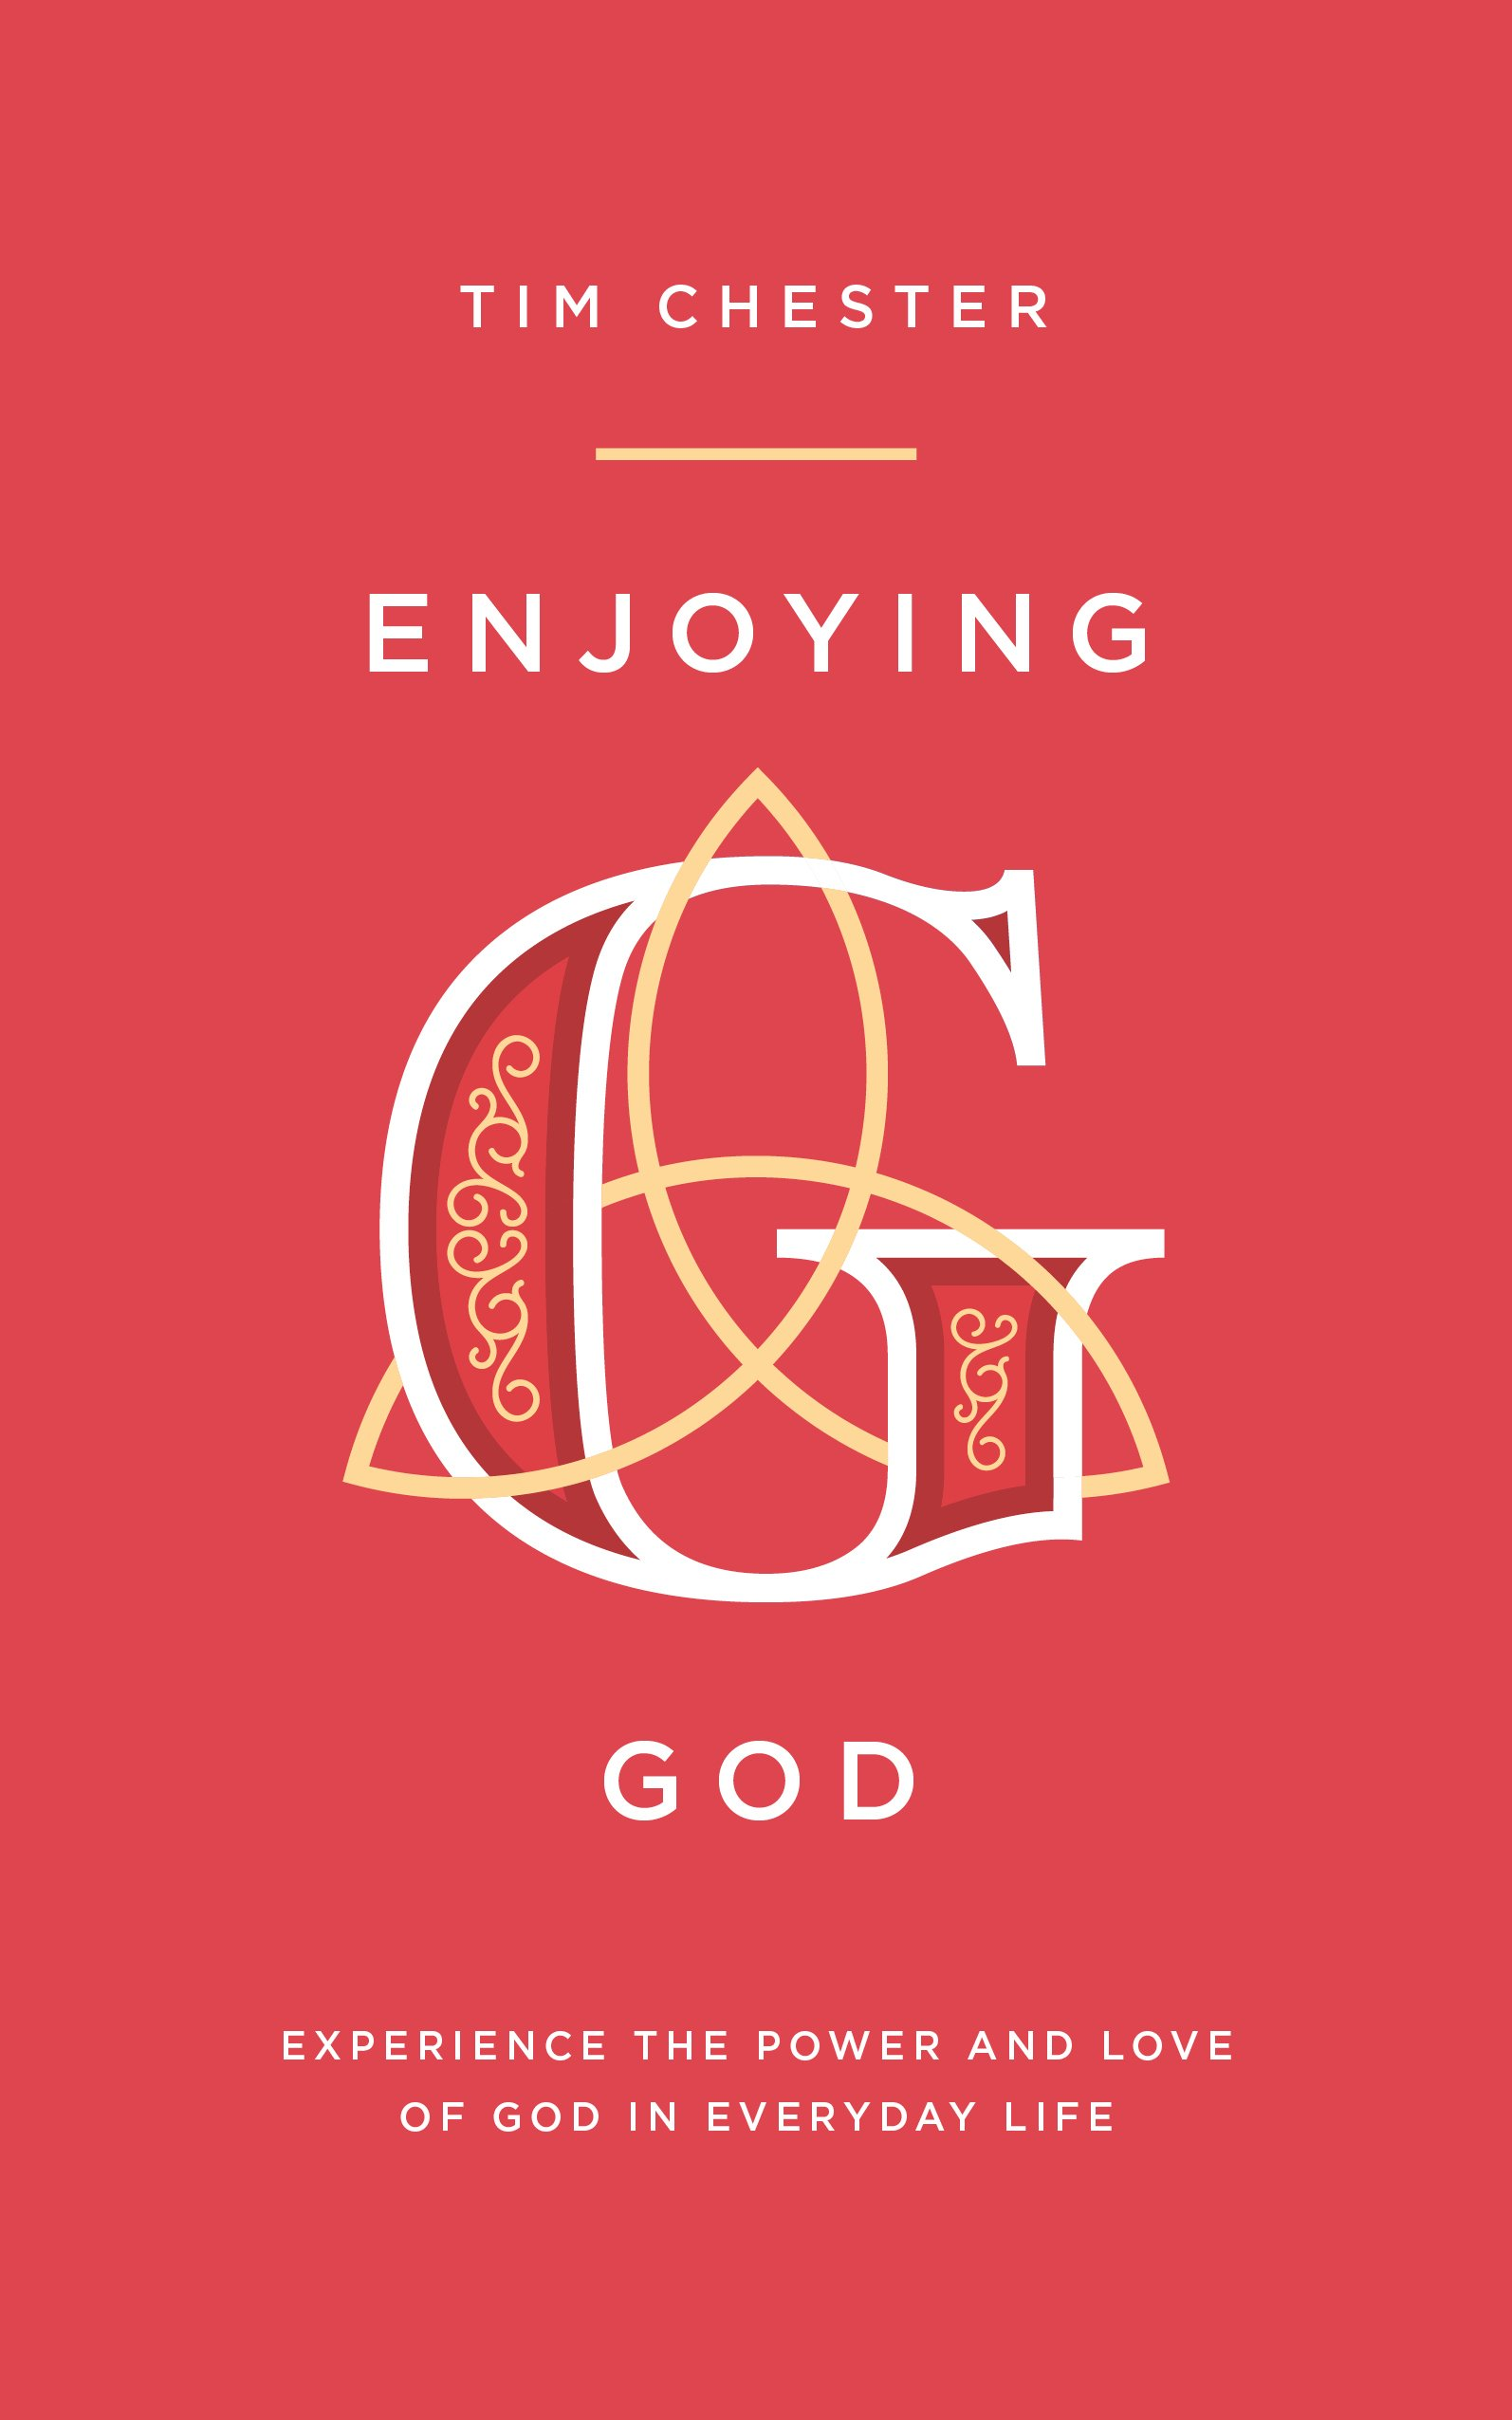 TIM CHESTER
ENJOYING
G
GOD
EXPERIENCE THE POWER AND LOVE
OF GOD IN EVERYDAY LIFE